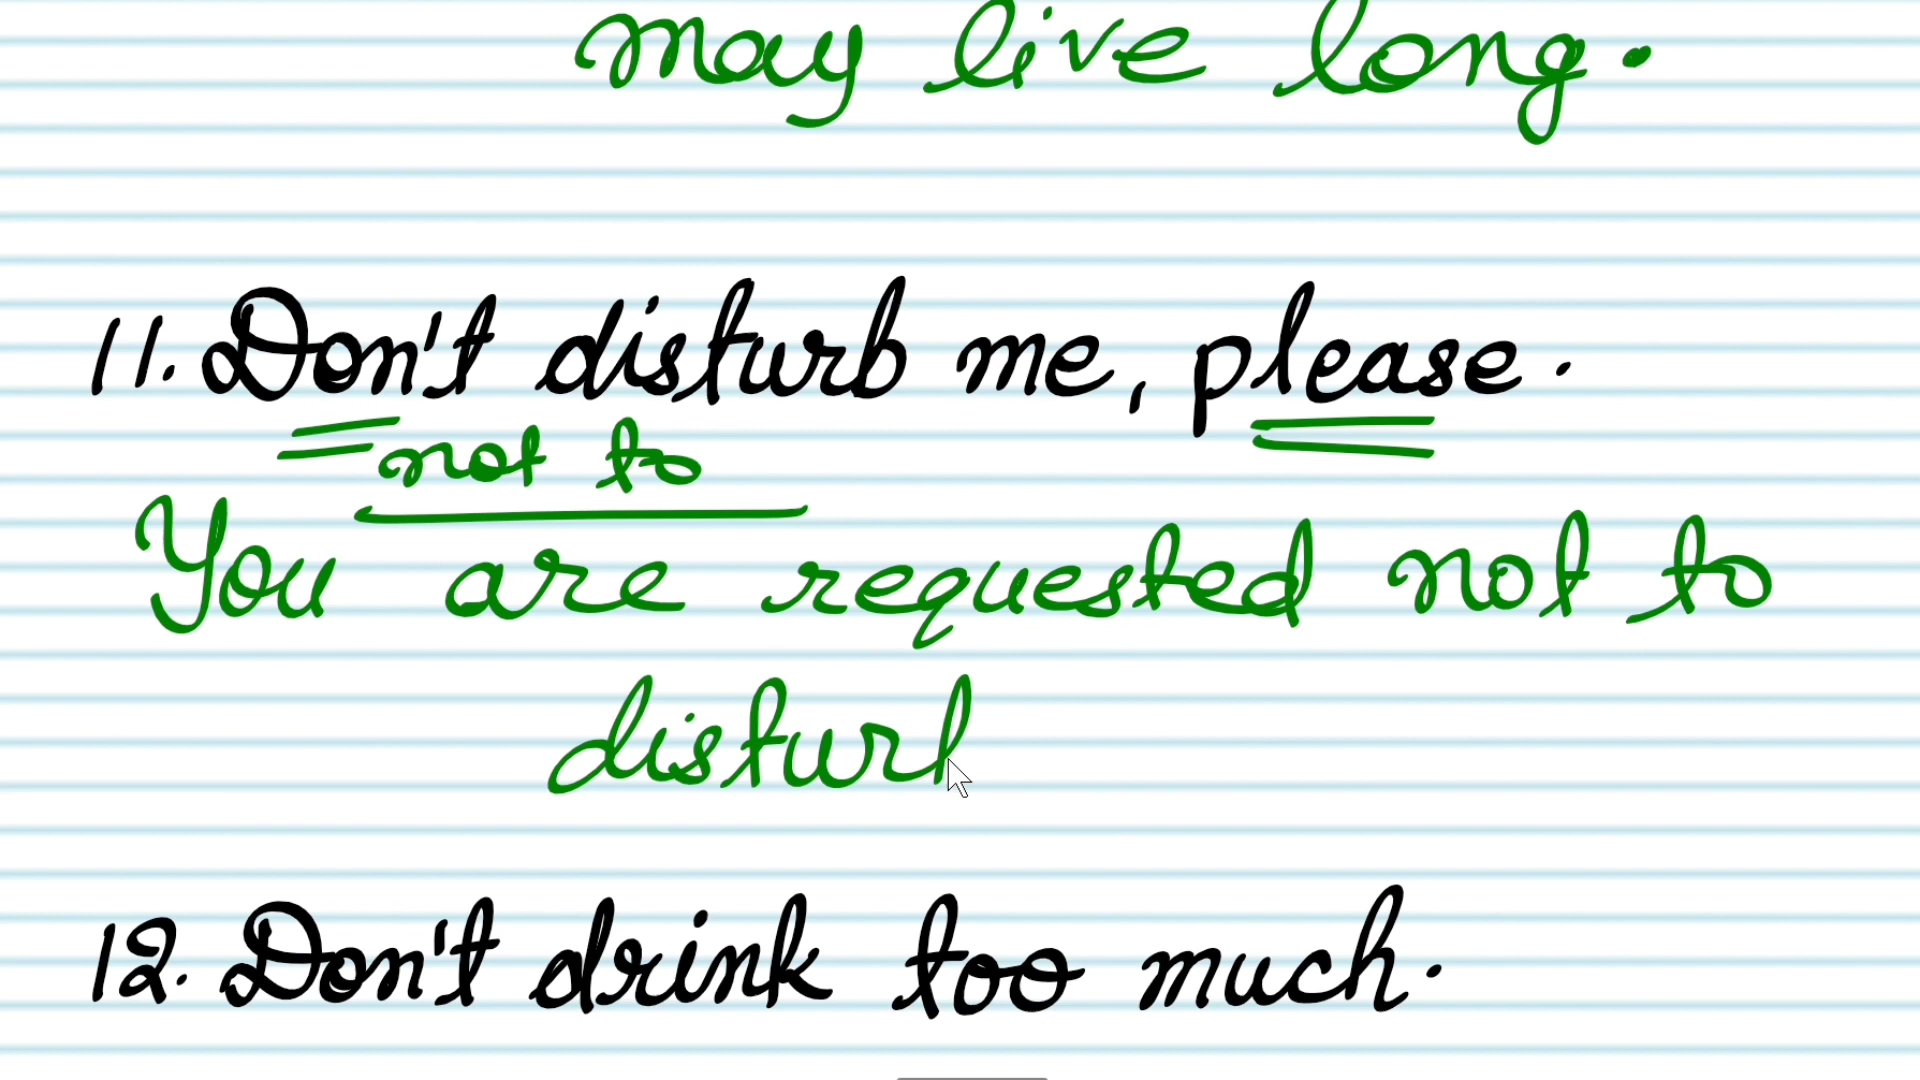 may live long.
11. Don't disturb me, please.
not to
You are requested not to
disturb
12. Don't drink too much.